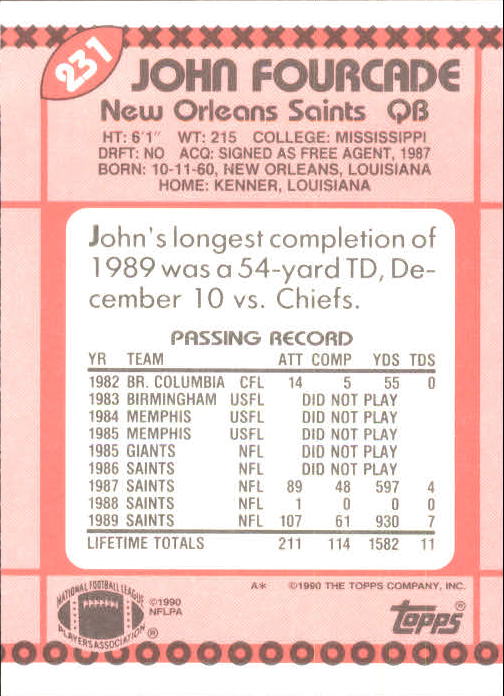 231
JOHN FOURCADE
New Orleans Saints QB
HT: 6'1" WT: 215 COLLEGE: MISSISSIPPI
DRFT: NO ACQ: SIGNED AS FREE AGENT, 1987
BORN: 10-11-60, NEW ORLEANS, LOUISIANA
HOME: KENNER, LOUISIANA
John's longest completion of
1989 was a 54-yard TD, De-
cember 10 vs. Chiefs.
PASSING RECORD
YR TEAM ATT COMP YDS TDS
1982 BR. COLUMBIA CFL 14 5 55 0
1983 BIRMINGHAM USFL DID NOT PLAY
1984 MEMPHIS USFL DID NOT PLAY
1985 MEMPHIS USFL DID NOT PLAY
1985 GIANTS NFL DID NOT PLAY
1986 SAINTS NFL DID NOT PLAY
1987 SAINTS NFL 89 48 597 4
1988 SAINTS NFL 1 0 0 0
1989 SAINTS NFL 107 61 930 7
LIFETIME TOTALS 211 114 1582 11
A* ©1990 THE TOPPS COMPANY, INC.
NATIONAL FOOTBALL LEAGUE
PLAYERS ASSOCIATION ®
©1990
NFLPA
topps®